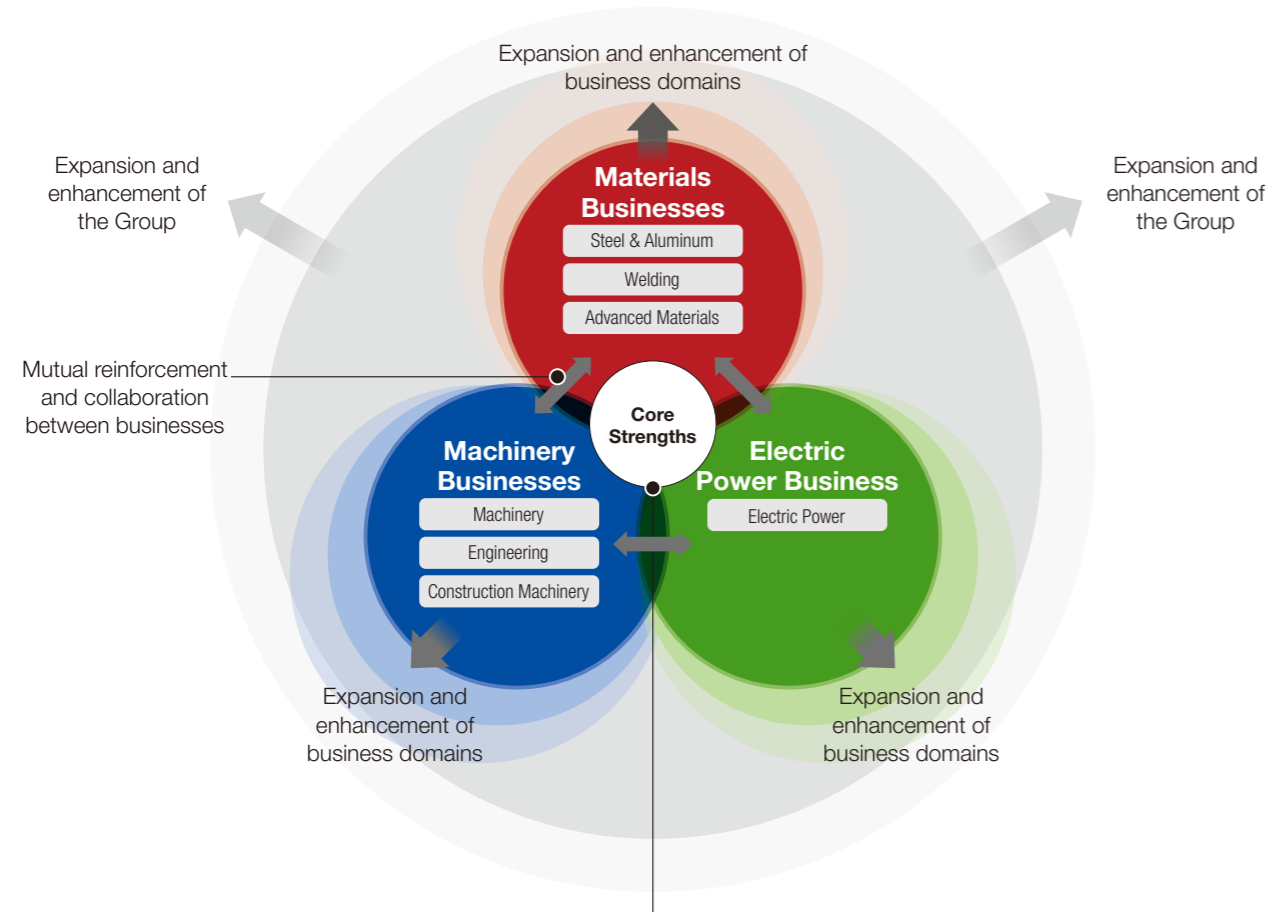 Expansion and enhancement of
business domains
Expansion and
enhancement of
the Group
Expansion and
enhancement of
the Group
Materials
Businesses
Steel & Aluminum
Welding
Advanced Materials
Mutual reinforcement
and collaboration
between businesses
Core
Strengths
Machinery
Businesses
Machinery
Engineering
Construction Machinery
Electric
Power Business
Electric Power
Expansion and
enhancement of
business domains
Expansion and
enhancement of
business domains